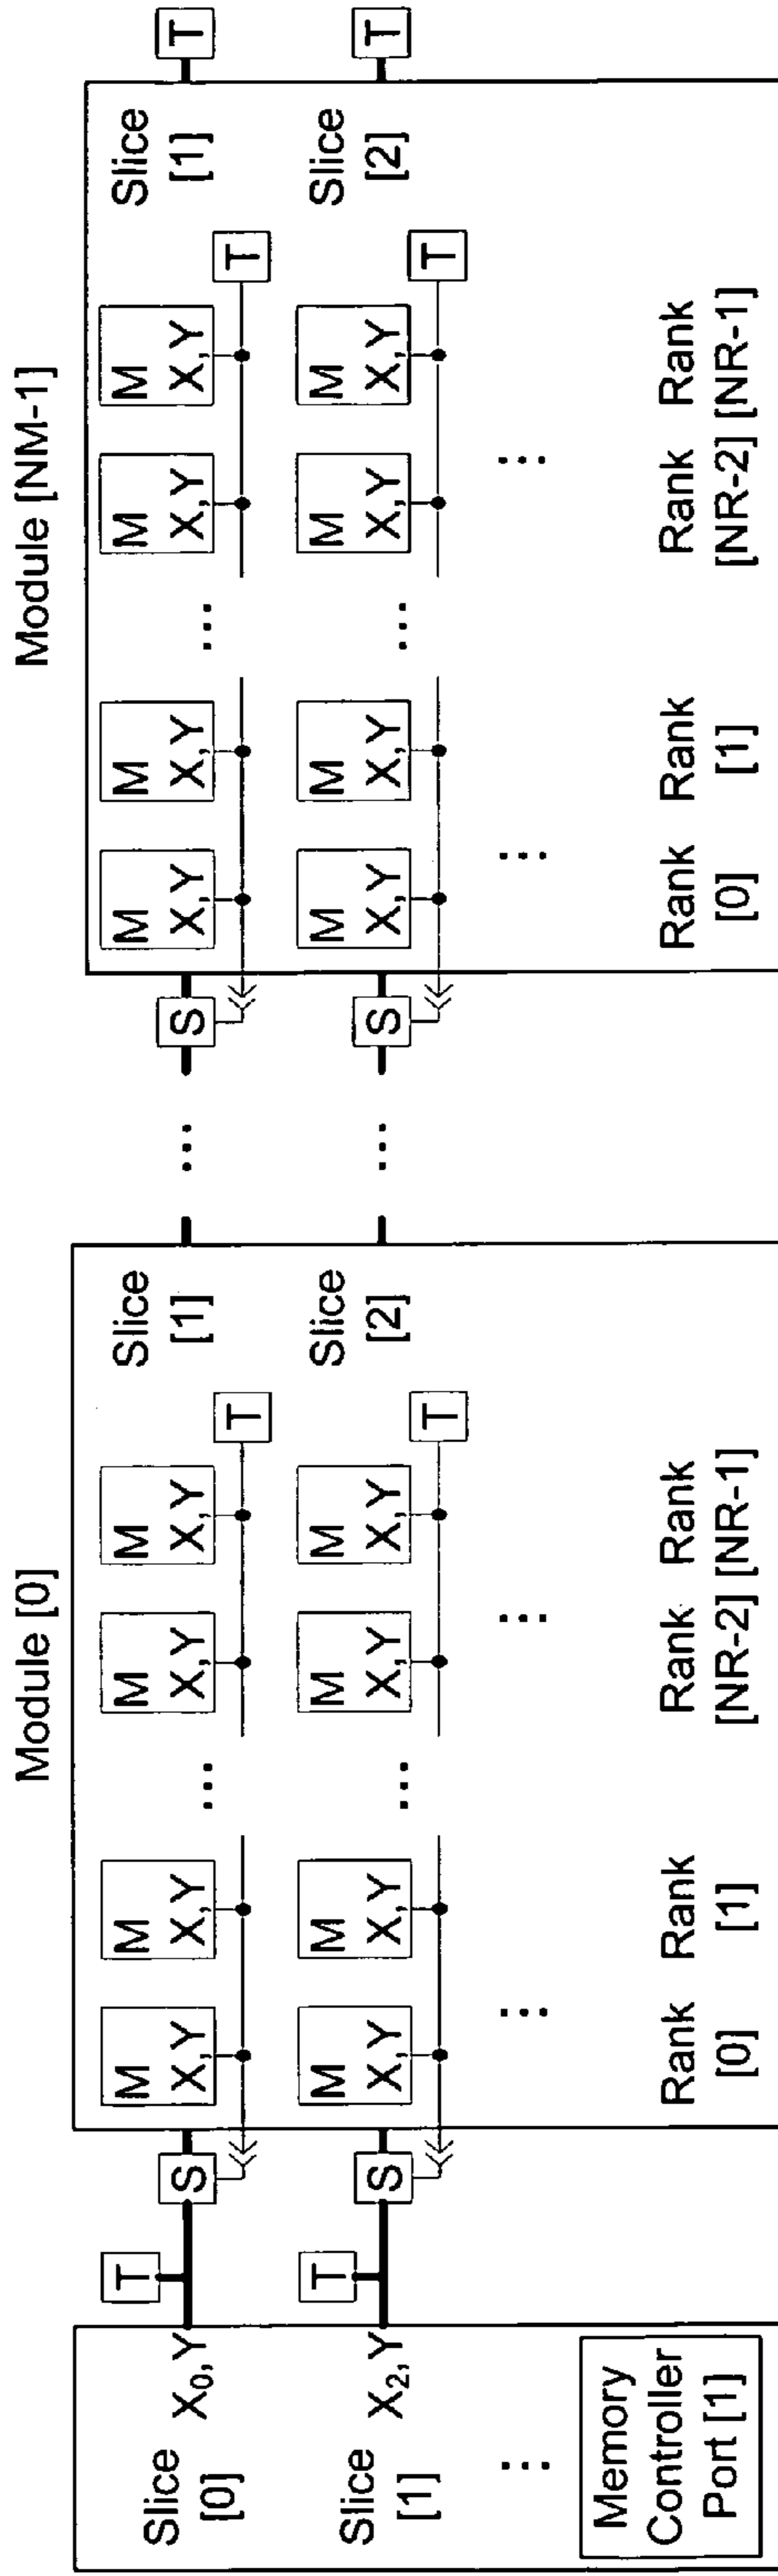 Slice
[0]
X₀, Y
Slice
[1]
X₂, Y
...
Memory
Controller
Port [1]
T
S
T
S
Module [0]
M
X,Y
M
X,Y
...
M
X,Y
M
X,Y
T
Slice
[1]
M
X,Y
M
X,Y
...
M
X,Y
M
X,Y
T
Slice
[2]
...
...
Rank
[0]
Rank
[1]
Rank
[NR-2]
Rank
[NR-1]
...
...
S
S
Module [NM-1]
M
X,Y
M
X,Y
...
M
X,Y
M
X,Y
T
Slice
[1]
M
X,Y
M
X,Y
...
M
X,Y
M
X,Y
T
Slice
[2]
...
...
Rank
[0]
Rank
[1]
Rank
[NR-2]
Rank
[NR-1]
T
T